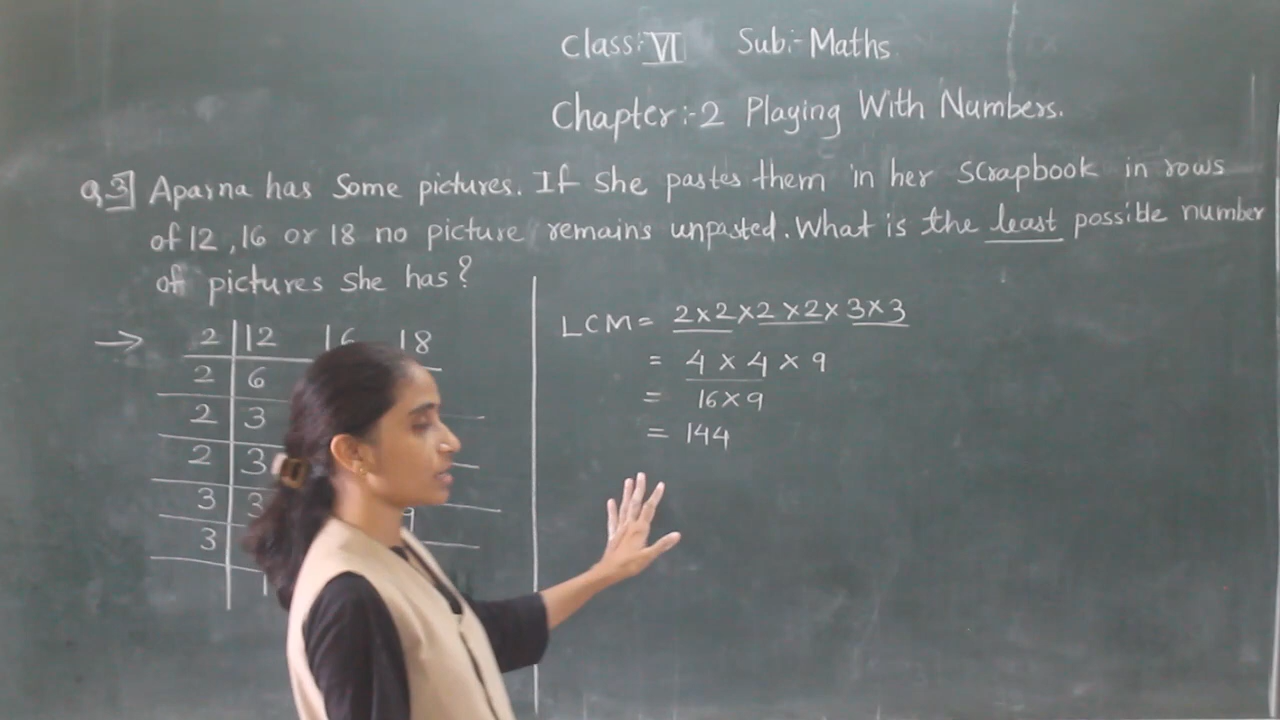 Class:- VI Sub:- Maths
Chapter:-2 Playing With Numbers.
Q.3] Aparna has Some pictures. If She pastes them in her Scrapbook in rows
of 12, 16 or 18 no picture remains unpasted. What is the least possible number
of pictures she has?
→ 2 12 16 18
2 6
2 3
2 3
3 3 9
3
1
LCM = 2×2×2×2×3×3
= 4 × 4 × 9
= 16×9
= 144